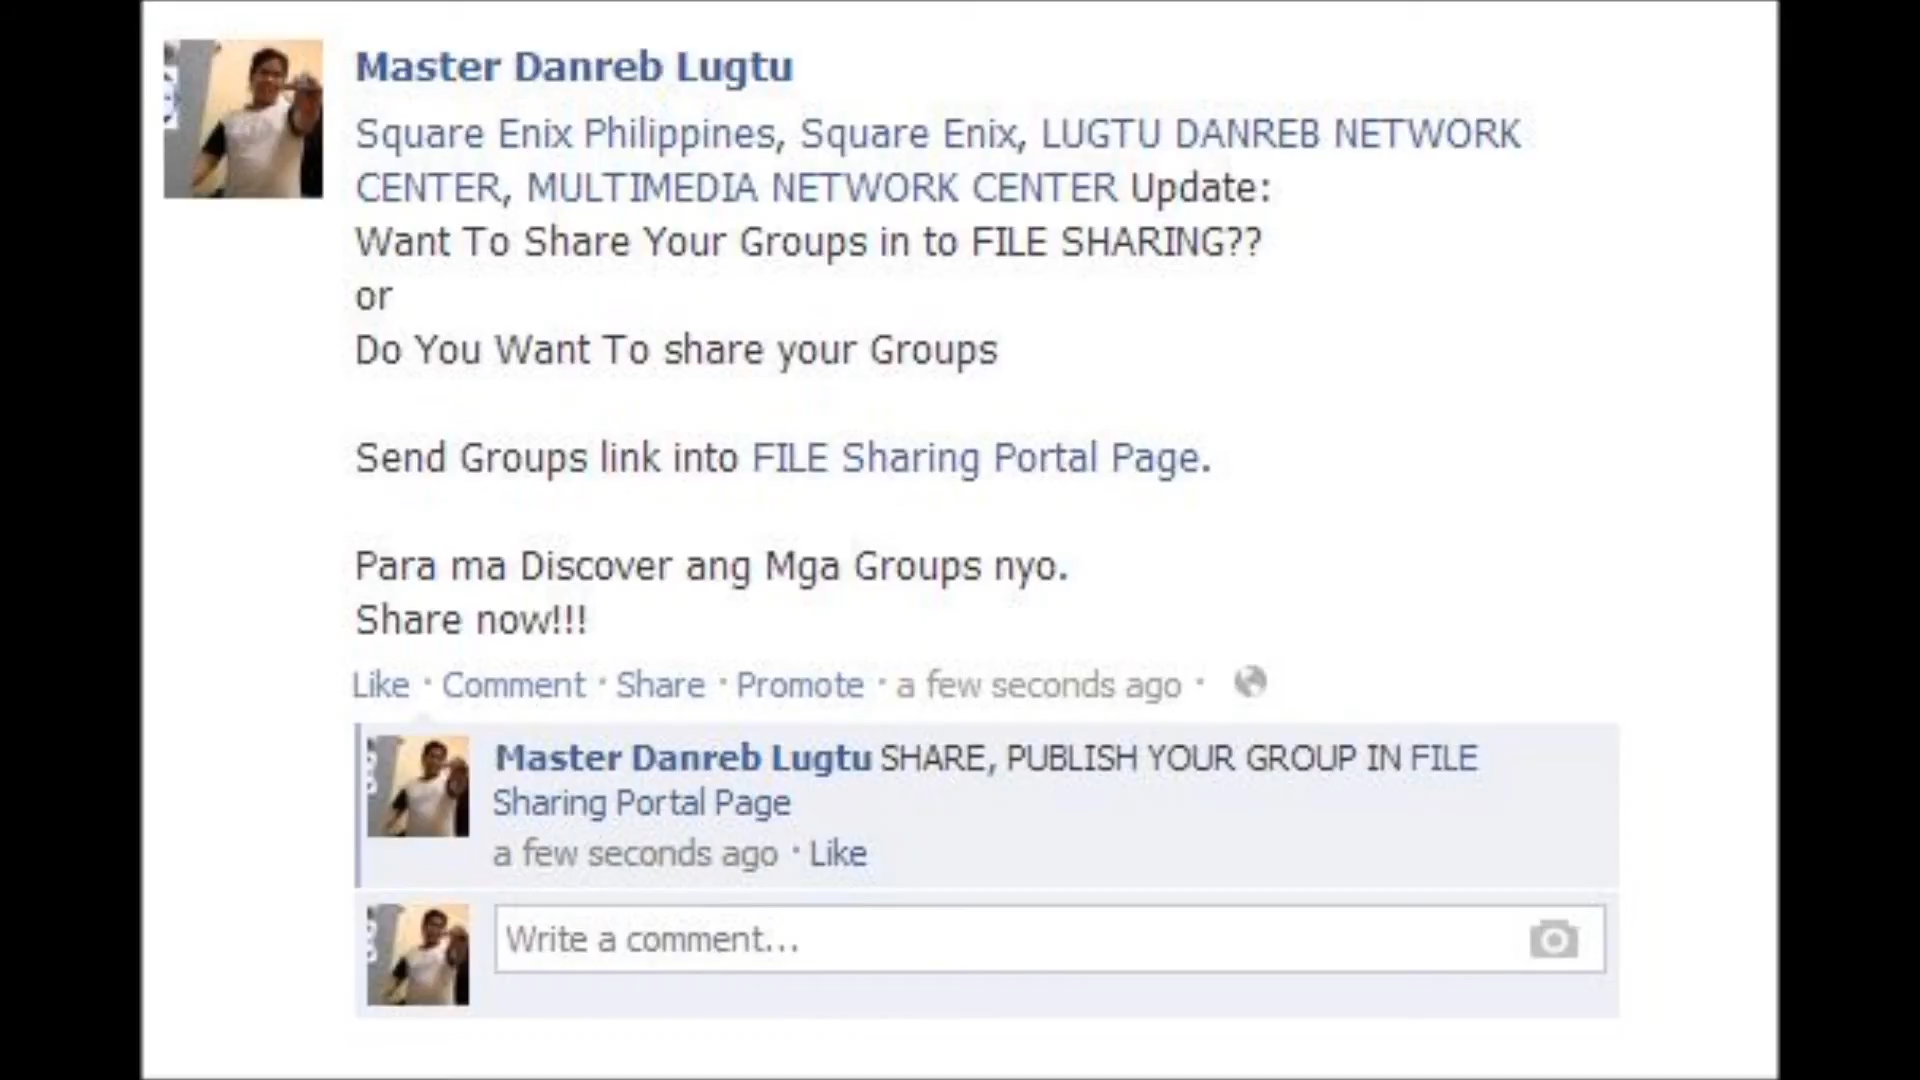 Master Danreb Lugtu
Square Enix Philippines, Square Enix, LUGTU DANREB NETWORK
CENTER, MULTIMEDIA NETWORK CENTER Update:
Want To Share Your Groups in to FILE SHARING??
or
Do You Want To share your Groups
Send Groups link into FILE Sharing Portal Page.
Para ma Discover ang Mga Groups nyo.
Share now!!!
Like · Comment · Share · Promote · a few seconds ago ·
Master Danreb Lugtu SHARE, PUBLISH YOUR GROUP IN FILE
Sharing Portal Page
a few seconds ago · Like
Write a comment...